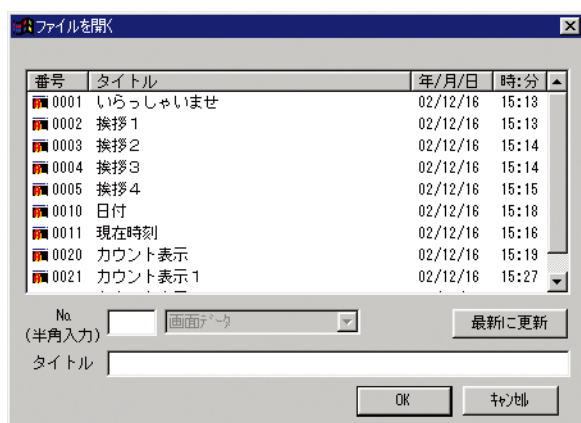 ファイルを開く
番号 タイトル 年/月/日 時:分
0001 いらっしゃいませ 02/12/16 15:13
0002 挨拶1 02/12/16 15:13
0003 挨拶2 02/12/16 15:14
0004 挨拶3 02/12/16 15:14
0005 挨拶4 02/12/16 15:15
0010 日付 02/12/16 15:18
0011 現在時刻 02/12/16 15:16
0020 カウント表示 02/12/16 15:19
0021 カウント表示1 02/12/16 15:27
No. 画面ﾃﾞｰﾀ 最新に更新
(半角入力)
タイトル
OK ｷｬﾝｾﾙ